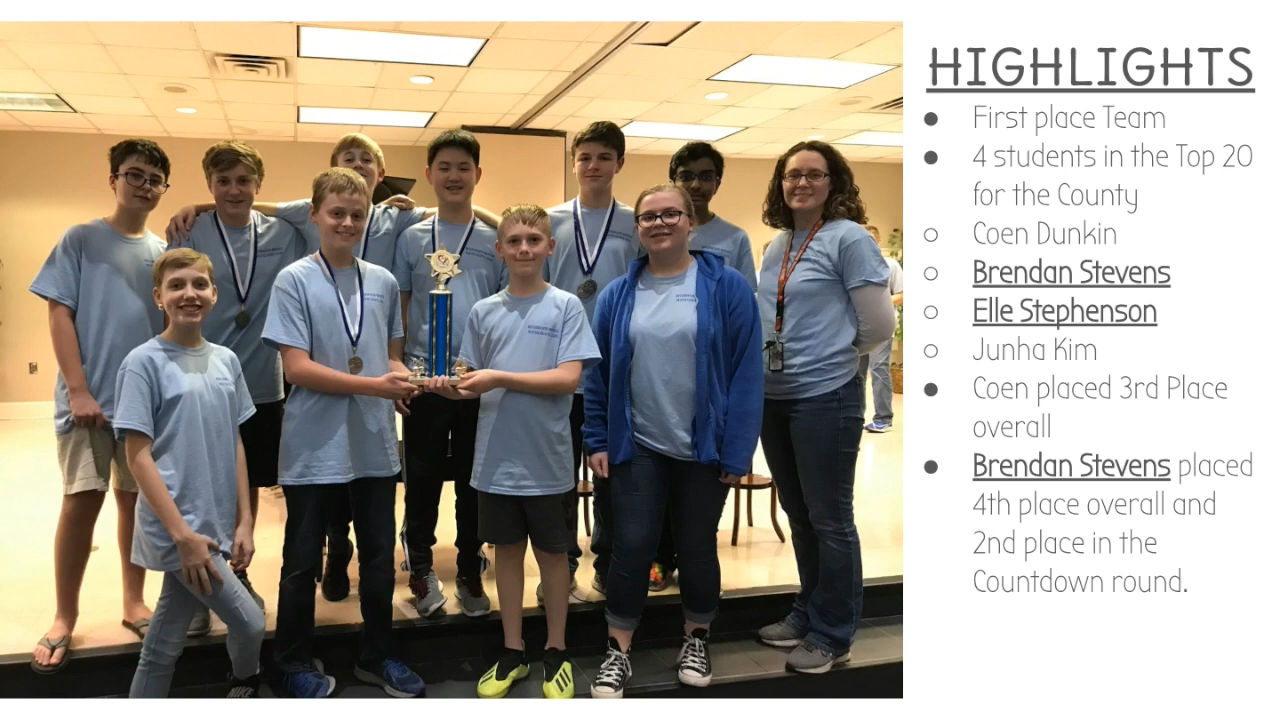 HIGHLIGHTS
● First place Team
● 4 students in the Top 20
for the County
○ Coen Dunkin
○ Brendan Stevens
○ Elle Stephenson
○ Junha Kim
● Coen placed 3rd Place
overall
● Brendan Stevens placed
4th place overall and
2nd place in the
Countdown round.